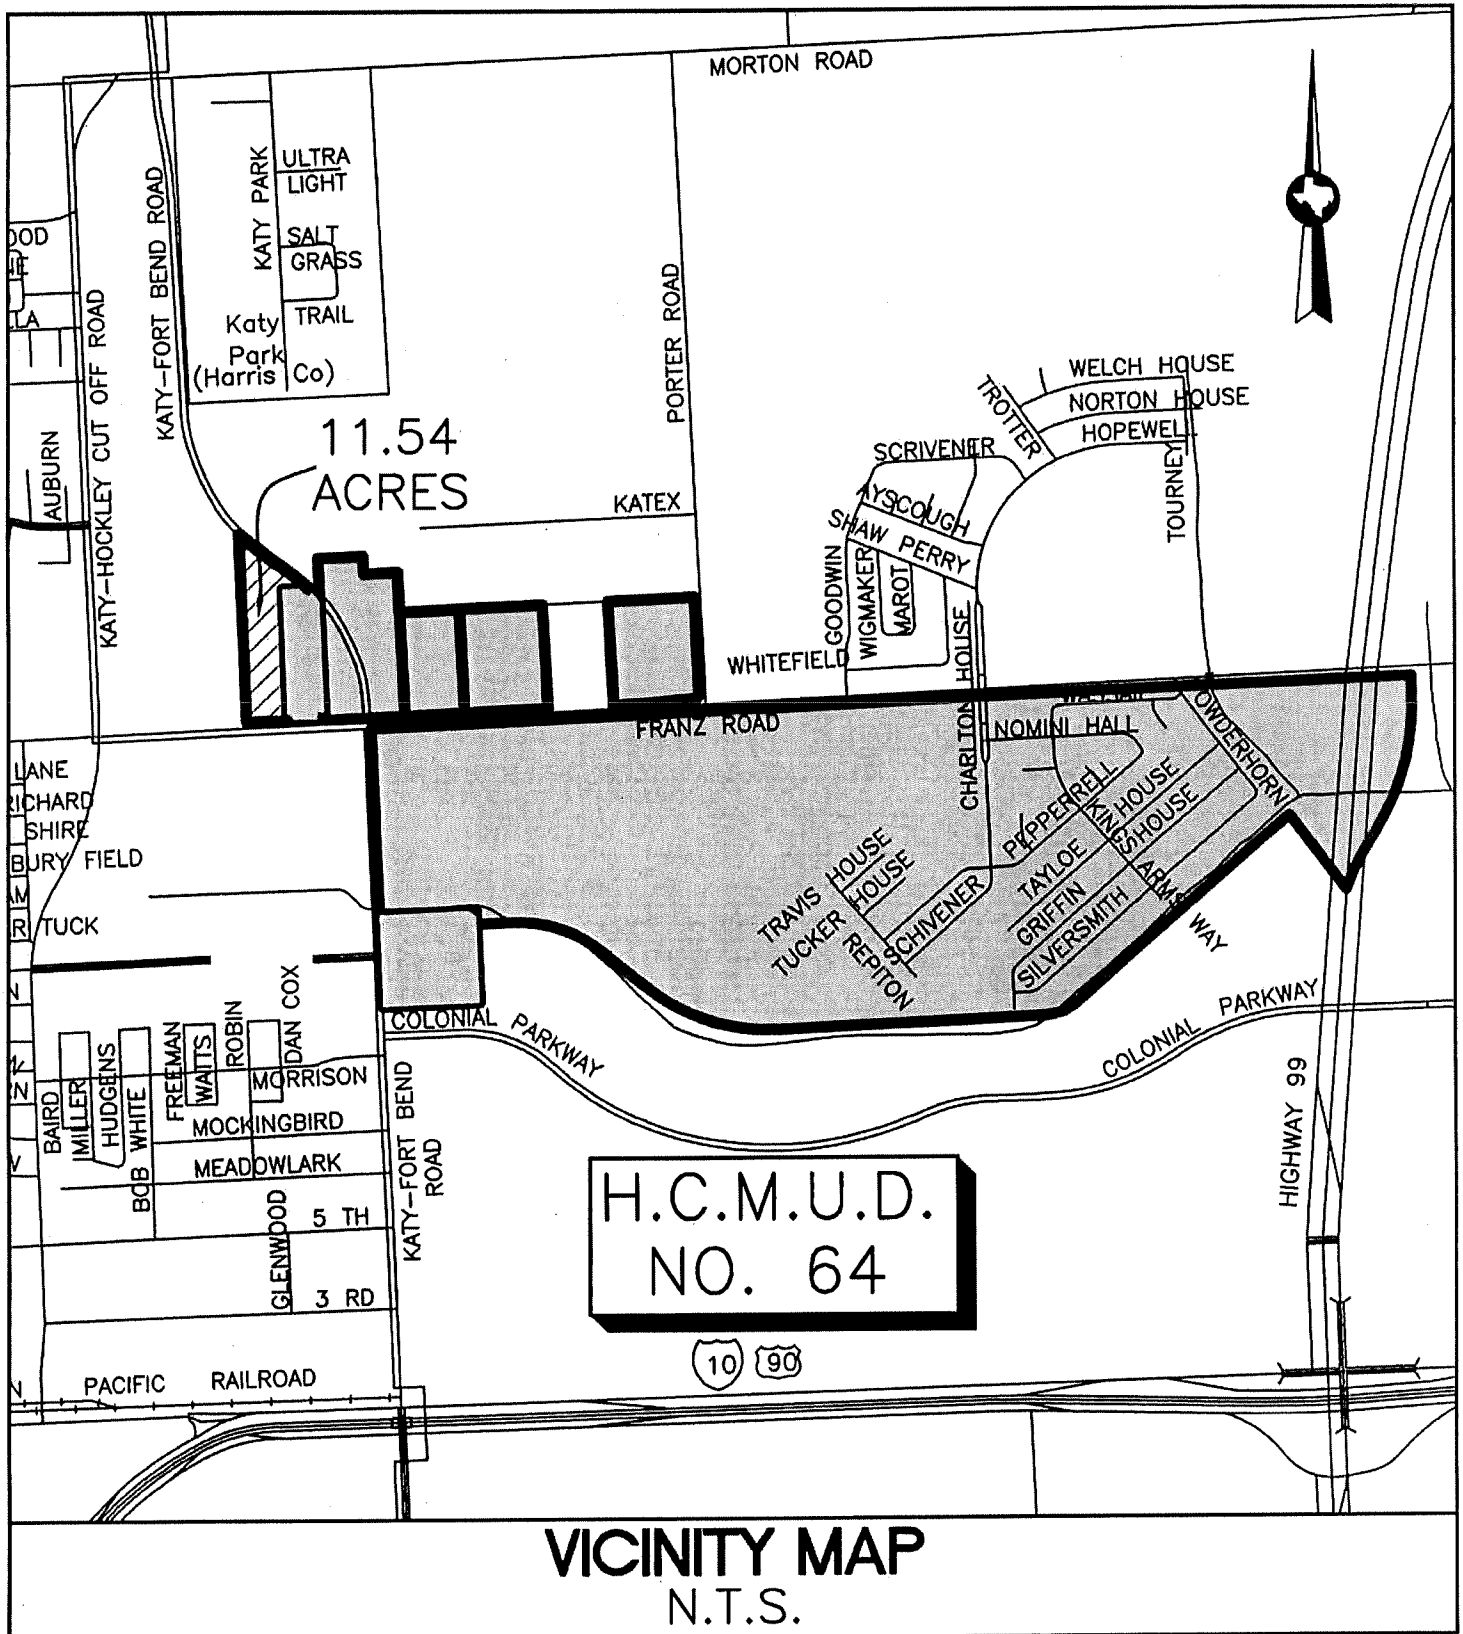 MORTON ROAD
KATY-FORT BEND ROAD
KATY PARK
ULTRA
LIGHT
SALT
GRASS
TRAIL
Katy
Park
(Harris Co)
KATY-HOCKLEY CUT OFF ROAD
AUBURN
PORTER ROAD
11.54
ACRES
KATEX
WELCH HOUSE
NORTON HOUSE
HOPEWELL
TROTTER
TOURNEY
SCRIVENER
AYSCOUGH
SHAW PERRY
GOODWIN
WIGMAKER
MAROT
WHITEFIELD
CHARLTON HOUSE
FRANZ ROAD
NOMINI HALL
OWDERHORN
PEPPERRELL
KINGS ARMS WAY
TAYLOE HOUSE
GRIFFIN HOUSE
SILVERSMITH
TRAVIS HOUSE
TUCKER HOUSE
REPITON
SCHIVENER
LANE
RICHARD
SHIRE
BURY FIELD
AM
R TUCK
COLONIAL PARKWAY
COLONIAL PARKWAY
BAIRD
MILLER
HUDGENS
BOB WHITE
FREEMAN
WATTS
ROBIN
DAN COX
MORRISON
MOCKINGBIRD
MEADOWLARK
GLENWOOD
5 TH
3 RD
KATY-FORT BEND
ROAD
HIGHWAY 99
H.C.M.U.D.
NO. 64
10 90
PACIFIC RAILROAD
VICINITY MAP
N.T.S.